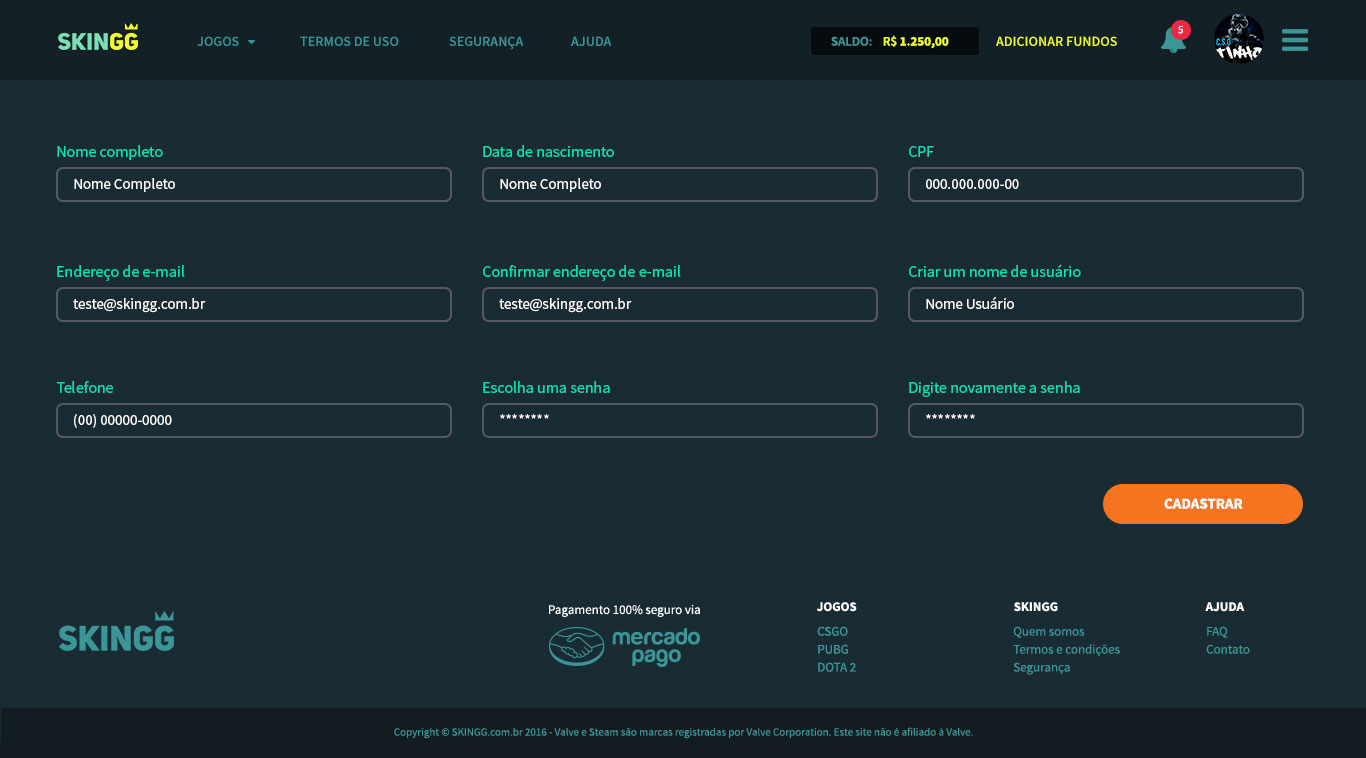 SKINGG
JOGOS
TERMOS DE USO
SEGURANÇA
AJUDA
SALDO: R$ 1.250,00
ADICIONAR FUNDOS
5
C.S.O
TINHO
Nome completo
Data de nascimento
CPF
Nome Completo
Nome Completo
000.000.000-00
Endereço de e-mail
Confirmar endereço de e-mail
Criar um nome de usuário
teste@skingg.com.br
teste@skingg.com.br
Nome Usuário
Telefone
Escolha uma senha
Digite novamente a senha
(00) 00000-0000
********
********
CADASTRAR
SKINGG
Pagamento 100% seguro via
mercado
pago
JOGOS
CSGO
PUBG
DOTA 2
SKINGG
Quem somos
Termos e condições
Segurança
AJUDA
FAQ
Contato
Copyright © SKINGG.com.br 2016 - Valve e Steam são marcas registradas por Valve Corporation. Este site não é afiliado à Valve.